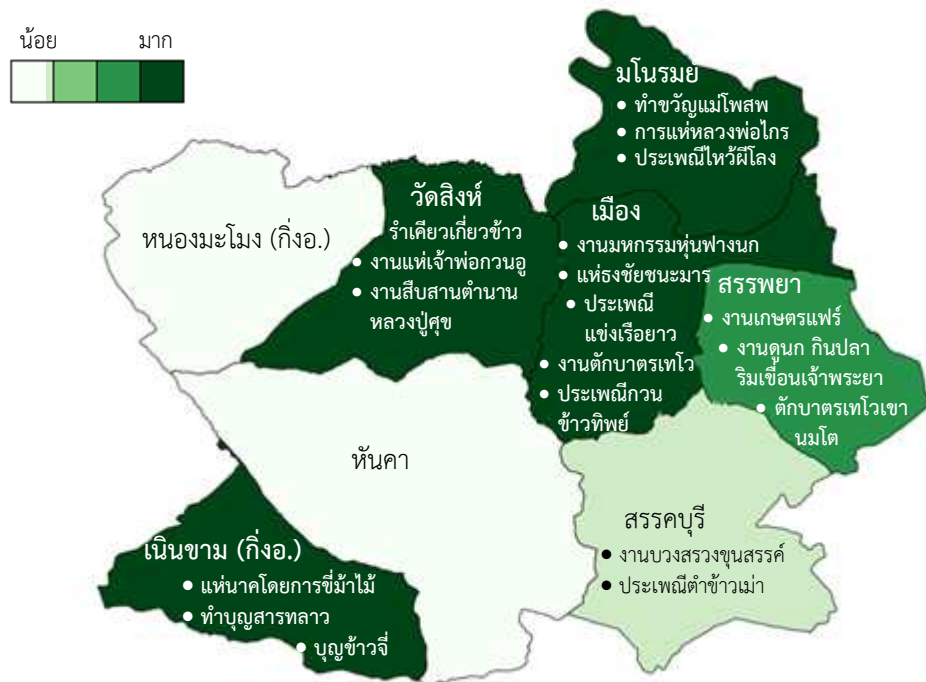 น้อย มาก
มโนรมย์
• ทำขวัญแม่โพสพ
• การแห่หลวงพ่อไกร
• ประเพณีไหว้ผีโลง
วัดสิงห์
รำเคียวเกี่ยวข้าว
• งานแห่เจ้าพ่อกวนอู
• งานสืบสานตำนาน
หลวงปู่ศุข
เมือง
• งานมหกรรมหุ่นฟางนก
• แห่ธงชัยชนะมาร
• ประเพณี
แข่งเรือยาว
• งานตักบาตรเทโว
• ประเพณีกวน
ข้าวทิพย์
หนองมะโมง (กิ่งอ.)
สรรพยา
• งานเกษตรแฟร์
• งานดูนก กินปลา
ริมเขื่อนเจ้าพระยา
• ตักบาตรเทโวเขา
นมโต
หันคา
สรรคบุรี
• งานบวงสรวงขุนสรรค์
• ประเพณีตำข้าวเม่า
เนินขาม (กิ่งอ.)
• แห่นาคโดยการขี่ม้าไม้
• ทำบุญสารทลาว
• บุญข้าวจี่